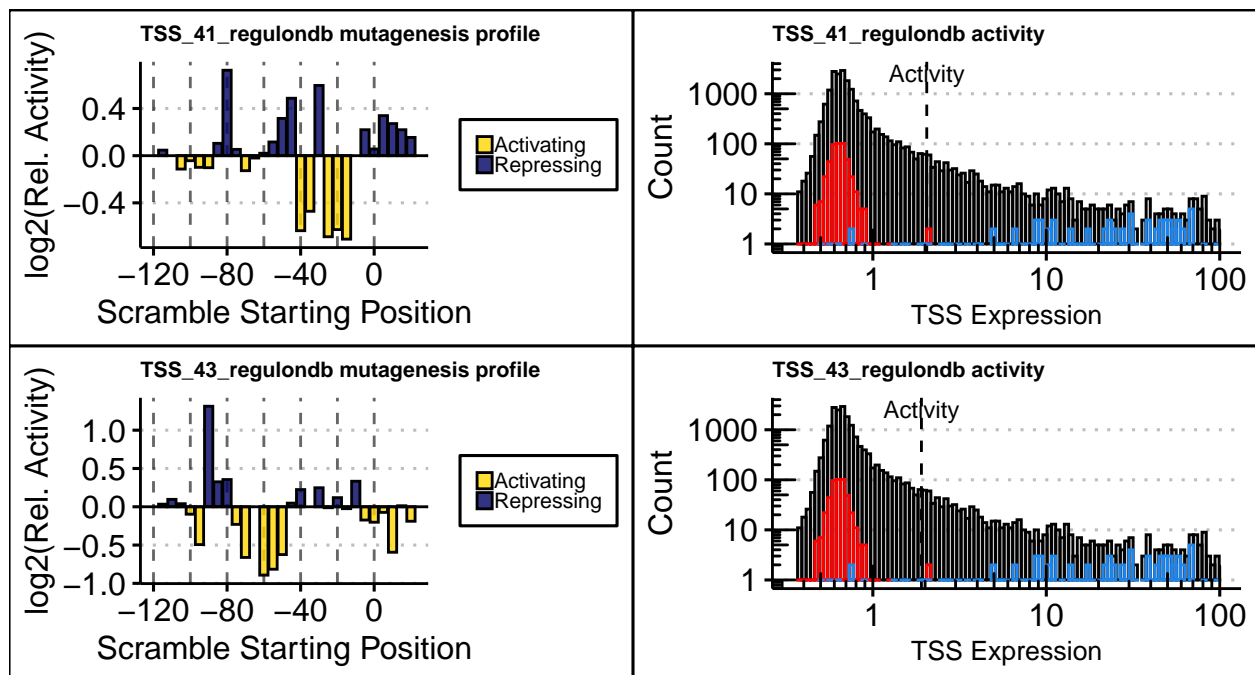 TSS_41_regulondb mutagenesis profile
log2(Rel. Activity)
0.4
0.0
−0.4
−120 −80 −40 0
Scramble Starting Position
Activating
Repressing
TSS_41_regulondb activity
Activity
Count
1000
100
10
1
1 10 100
TSS Expression
TSS_43_regulondb mutagenesis profile
log2(Rel. Activity)
1.0
0.5
0.0
−0.5
−1.0
−120 −80 −40 0
Scramble Starting Position
Activating
Repressing
TSS_43_regulondb activity
Activity
Count
1000
100
10
1
1 10 100
TSS Expression